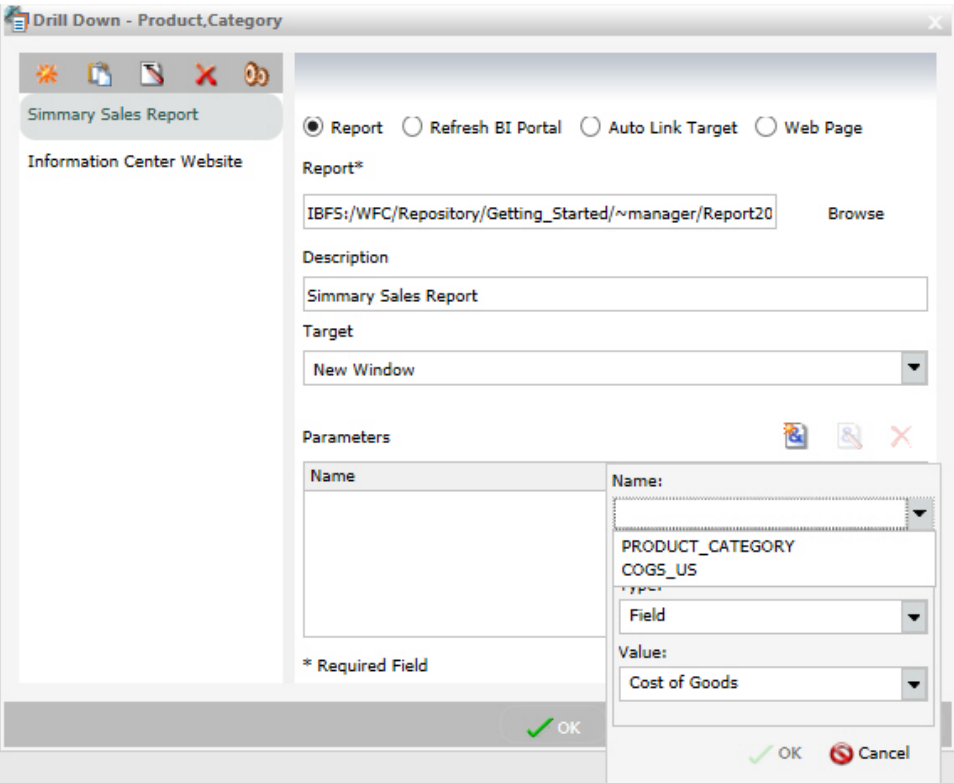 Drill Down - Product,Category
Simmary Sales Report
Information Center Website
Report Refresh BI Portal Auto Link Target Web Page
Report*
IBFS:/WFC/Repository/Getting_Started/~manager/Report20 Browse
Description
Simmary Sales Report
Target
New Window
Parameters
Name
Name:
PRODUCT_CATEGORY
COGS_US
Type:
Field
Value:
Cost of Goods
* Required Field
OK
OK Cancel